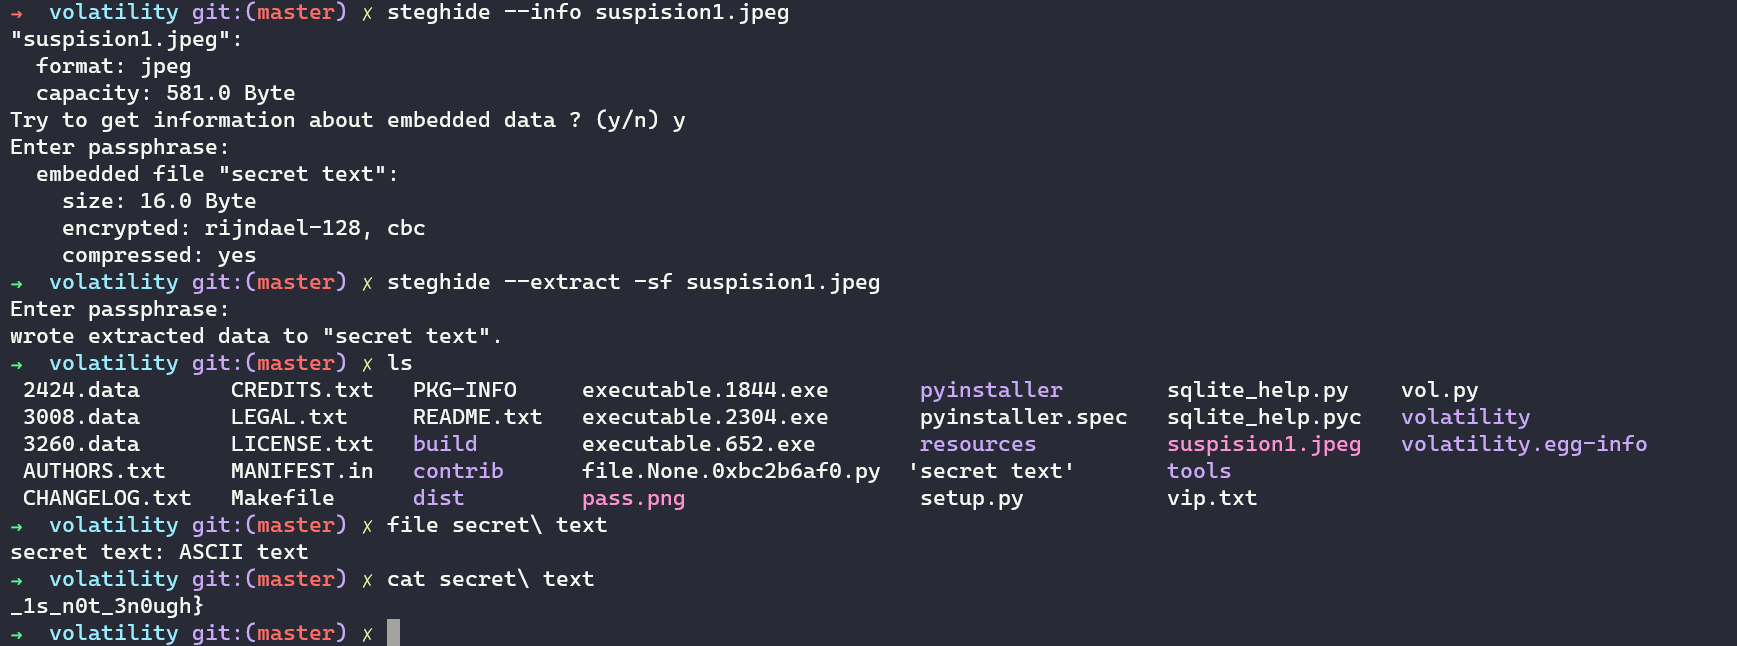 →  volatility git:(master) ✗ steghide --info suspision1.jpeg
"suspision1.jpeg":
  format: jpeg
  capacity: 581.0 Byte
Try to get information about embedded data ? (y/n) y
Enter passphrase:
  embedded file "secret text":
    size: 16.0 Byte
    encrypted: rijndael-128, cbc
    compressed: yes
→  volatility git:(master) ✗ steghide --extract -sf suspision1.jpeg
Enter passphrase:
wrote extracted data to "secret text".
→  volatility git:(master) ✗ ls
 2424.data       CREDITS.txt   PKG-INFO     executable.1844.exe       pyinstaller        sqlite_help.py    vol.py
 3008.data       LEGAL.txt     README.txt   executable.2304.exe       pyinstaller.spec   sqlite_help.pyc   volatility
 3260.data       LICENSE.txt   build        executable.652.exe        resources          suspision1.jpeg   volatility.egg-info
 AUTHORS.txt     MANIFEST.in   contrib      file.None.0xbc2b6af0.py  'secret text'       tools
 CHANGELOG.txt   Makefile      dist         pass.png                  setup.py           vip.txt
→  volatility git:(master) ✗ file secret\ text
secret text: ASCII text
→  volatility git:(master) ✗ cat secret\ text
_1s_n0t_3n0ugh}
→  volatility git:(master) ✗